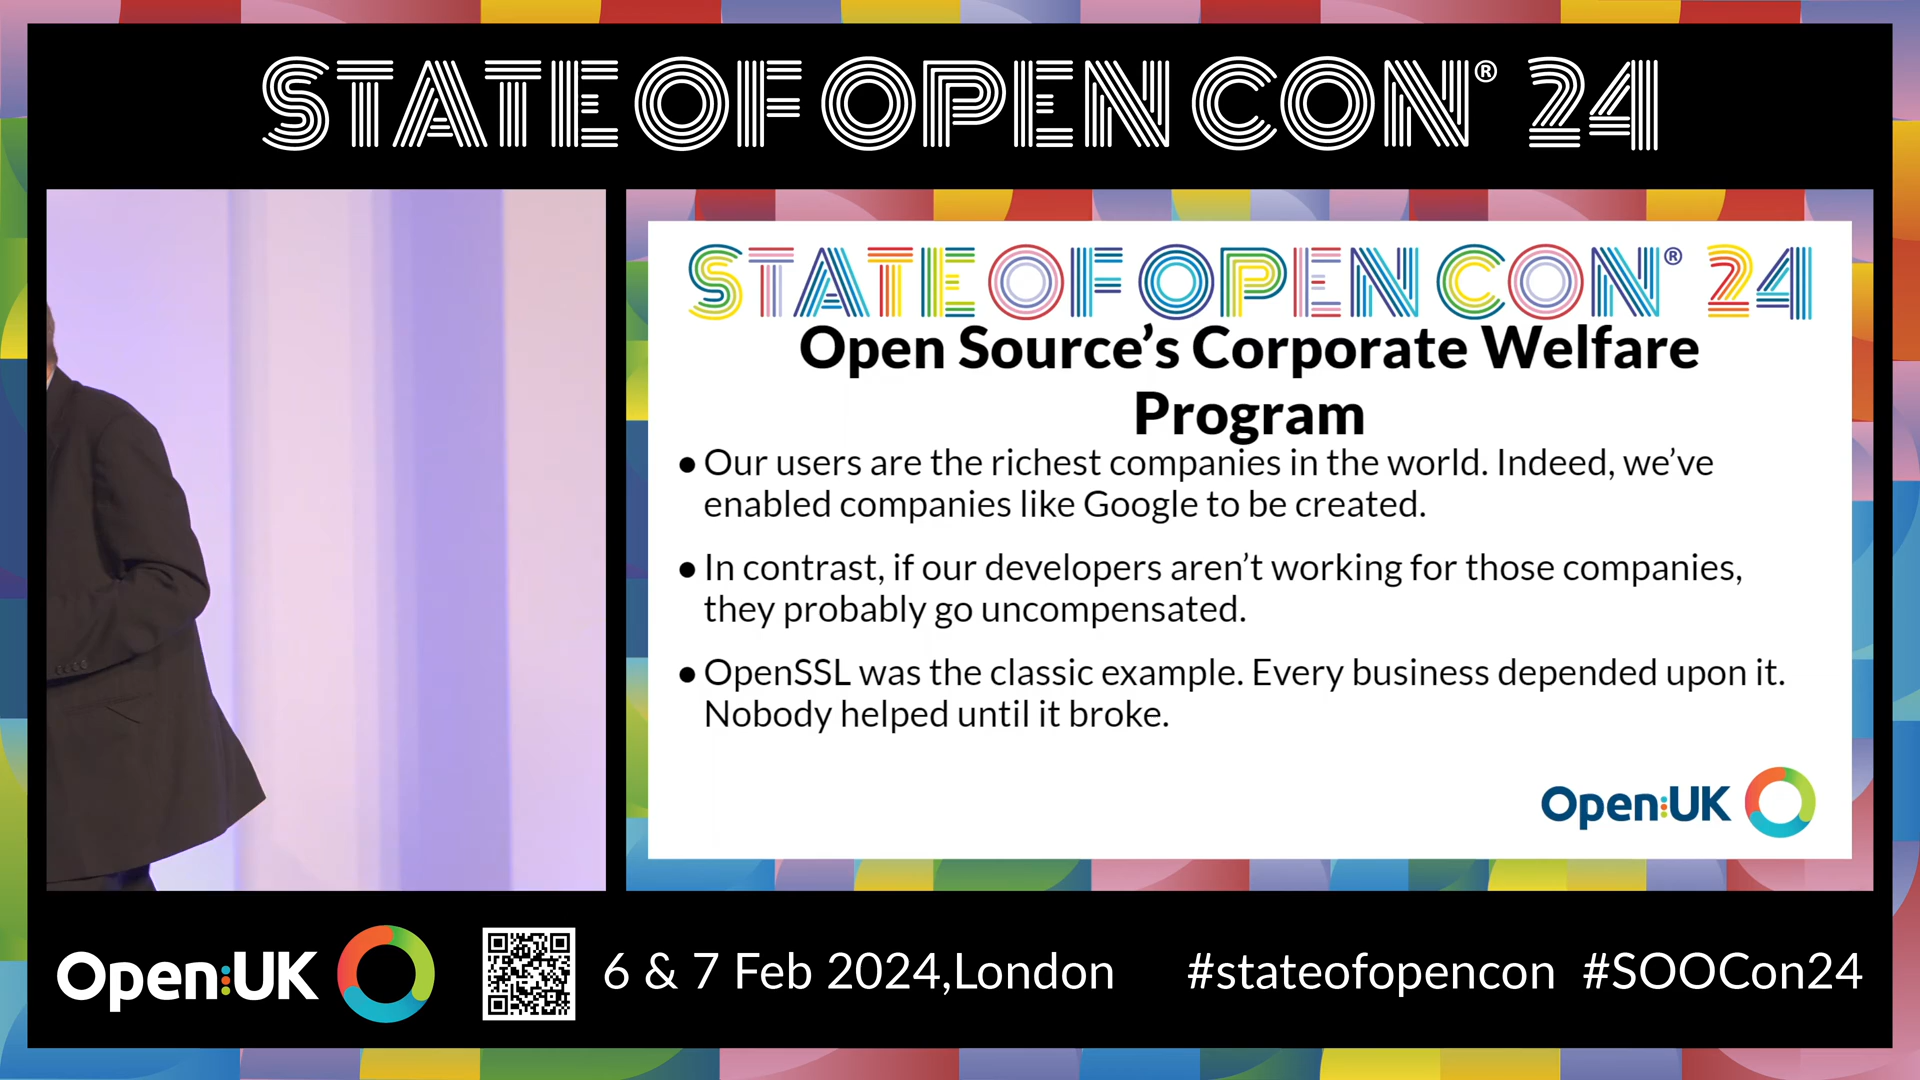 STATE OF OPEN CON® 24
STATE OF OPEN CON® 24
Open Source’s Corporate Welfare
Program
● Our users are the richest companies in the world. Indeed, we’ve
enabled companies like Google to be created.
● In contrast, if our developers aren’t working for those companies,
they probably go uncompensated.
● OpenSSL was the classic example. Every business depended upon it.
Nobody helped until it broke.
Open:UK
Open:UK
6 & 7 Feb 2024,London
#stateofopencon #SOOCon24